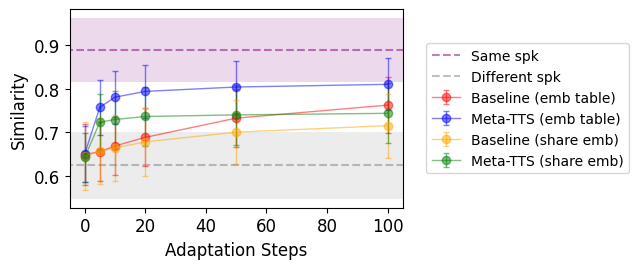 0.9
0.8
0.7
0.6
Similarity
0
20
40
60
80
100
Adaptation Steps
Same spk
Different spk
Baseline (emb table)
Meta-TTS (emb table)
Baseline (share emb)
Meta-TTS (share emb)